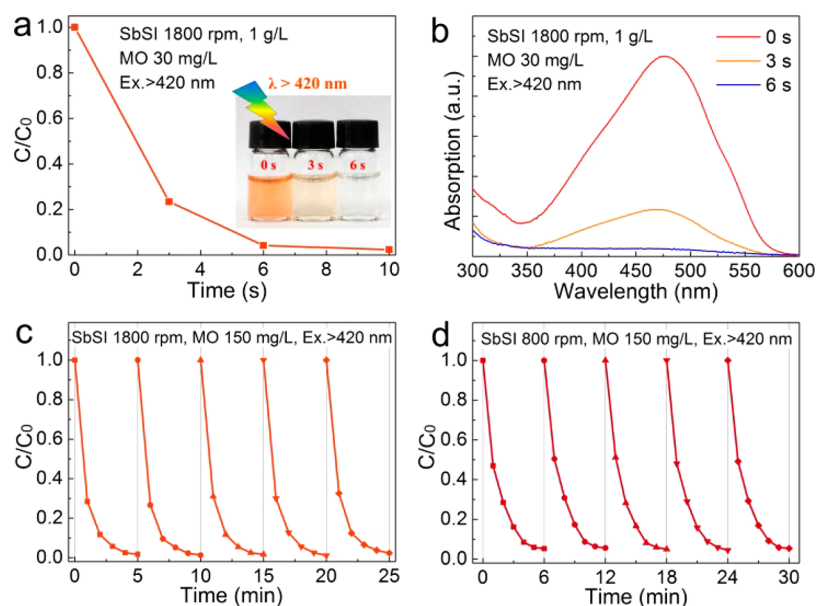 a
SbSI 1800 rpm, 1 g/L
MO 30 mg/L
Ex.>420 nm
λ > 420 nm
0 s 3 s 6 s
1.0
0.8
0.6
0.4
0.2
0.0
C/C0
0 2 4 6 8 10
Time (s)
b
SbSI 1800 rpm, 1 g/L
MO 30 mg/L
Ex.>420 nm
0 s
3 s
6 s
Absorption (a.u.)
300 350 400 450 500 550 600
Wavelength (nm)
c
SbSI 1800 rpm, MO 150 mg/L, Ex.>420 nm
1.0
0.8
0.6
0.4
0.2
0.0
C/C0
0 5 10 15 20 25
Time (min)
d
SbSI 800 rpm, MO 150 mg/L, Ex.>420 nm
1.0
0.8
0.6
0.4
0.2
0.0
C/C0
0 6 12 18 24 30
Time (min)